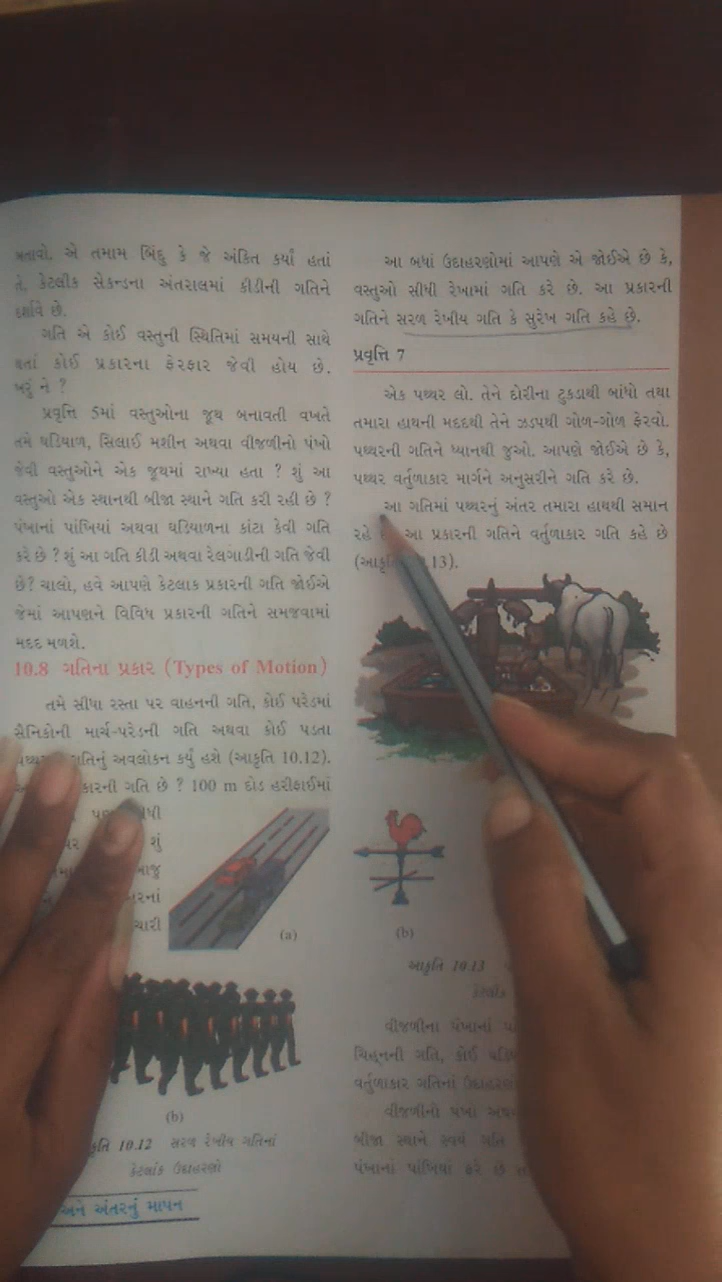 બતાવો. એ તમામ બિંદુ કે જે અંકિત કર્યાં હતાં
તે, કેટલીક સેકન્ડના અંતરાલમાં કીડીની ગતિને
દર્શાવે છે.
ગતિ એ કોઈ વસ્તુની સ્થિતિમાં સમયની સાથે
થતાં કોઈ પ્રકારના ફેરફાર જેવી હોય છે.
ખરું ને ?
પ્રવૃત્તિ 5માં વસ્તુઓના જૂથ બનાવતી વખતે
તમે ઘડિયાળ, સિલાઈ મશીન અથવા વીજળીનો પંખો
જેવી વસ્તુઓને એક જૂથમાં રાખ્યા હતા ? શું આ
વસ્તુઓ એક સ્થાનથી બીજા સ્થાને ગતિ કરી રહી છે ?
પંખાનાં પાંખિયાં અથવા ઘડિયાળના કાંટા કેવી ગતિ
કરે છે ? શું આ ગતિ કીડી અથવા રેલગાડીની ગતિ જેવી
છે? ચાલો, હવે આપણે કેટલાક પ્રકારની ગતિ જોઈએ
જેમાં આપણને વિવિધ પ્રકારની ગતિને સમજવામાં
મદદ મળશે.
10.8 ગતિના પ્રકાર (Types of Motion)
તમે સીધા રસ્તા પર વાહનની ગતિ, કોઈ પરેડમાં
સૈનિકોની માર્ચ-પરેડની ગતિ અથવા કોઈ પડતા
ગતિનું અવલોકન કર્યું હશે (આકૃતિ 10.12).
કારની ગતિ છે ? 100 m દોડ હરીફાઈમાં
શું
(a)
(b)
10.12 સરળ રેખીય ગતિનાં
કેટલાંક ઉદાહરણો
અને અંતરનું માપન
આ બધાં ઉદાહરણોમાં આપણે એ જોઈએ છે કે,
વસ્તુઓ સીધી રેખામાં ગતિ કરે છે. આ પ્રકારની
ગતિને સરળ રેખીય ગતિ કે સુરેખ ગતિ કહે છે.
પ્રવૃત્તિ 7
એક પથ્થર લો. તેને દોરીના ટુકડાથી બાંધો તથા
તમારા હાથની મદદથી તેને ઝડપથી ગોળ-ગોળ ફેરવો.
પથ્થરની ગતિને ધ્યાનથી જુઓ. આપણે જોઈએ છે કે,
પથ્થર વર્તુળાકાર માર્ગને અનુસરીને ગતિ કરે છે.
આ ગતિમાં પથ્થરનું અંતર તમારા હાથથી સમાન
રહે આ પ્રકારની ગતિને વર્તુળાકાર ગતિ કહે છે
13).
(b)
આકૃતિ 10.13
કેટલાંક
વીજળીના પંખાનાં
ચિહ્નની ગતિ, કોઈ
વર્તુળાકાર ગતિનાં
વીજળીનો પંખો
બીજા સ્થાને સ્વયં ગતિ
પંખાનાં પાંખિયાં ફરે છે